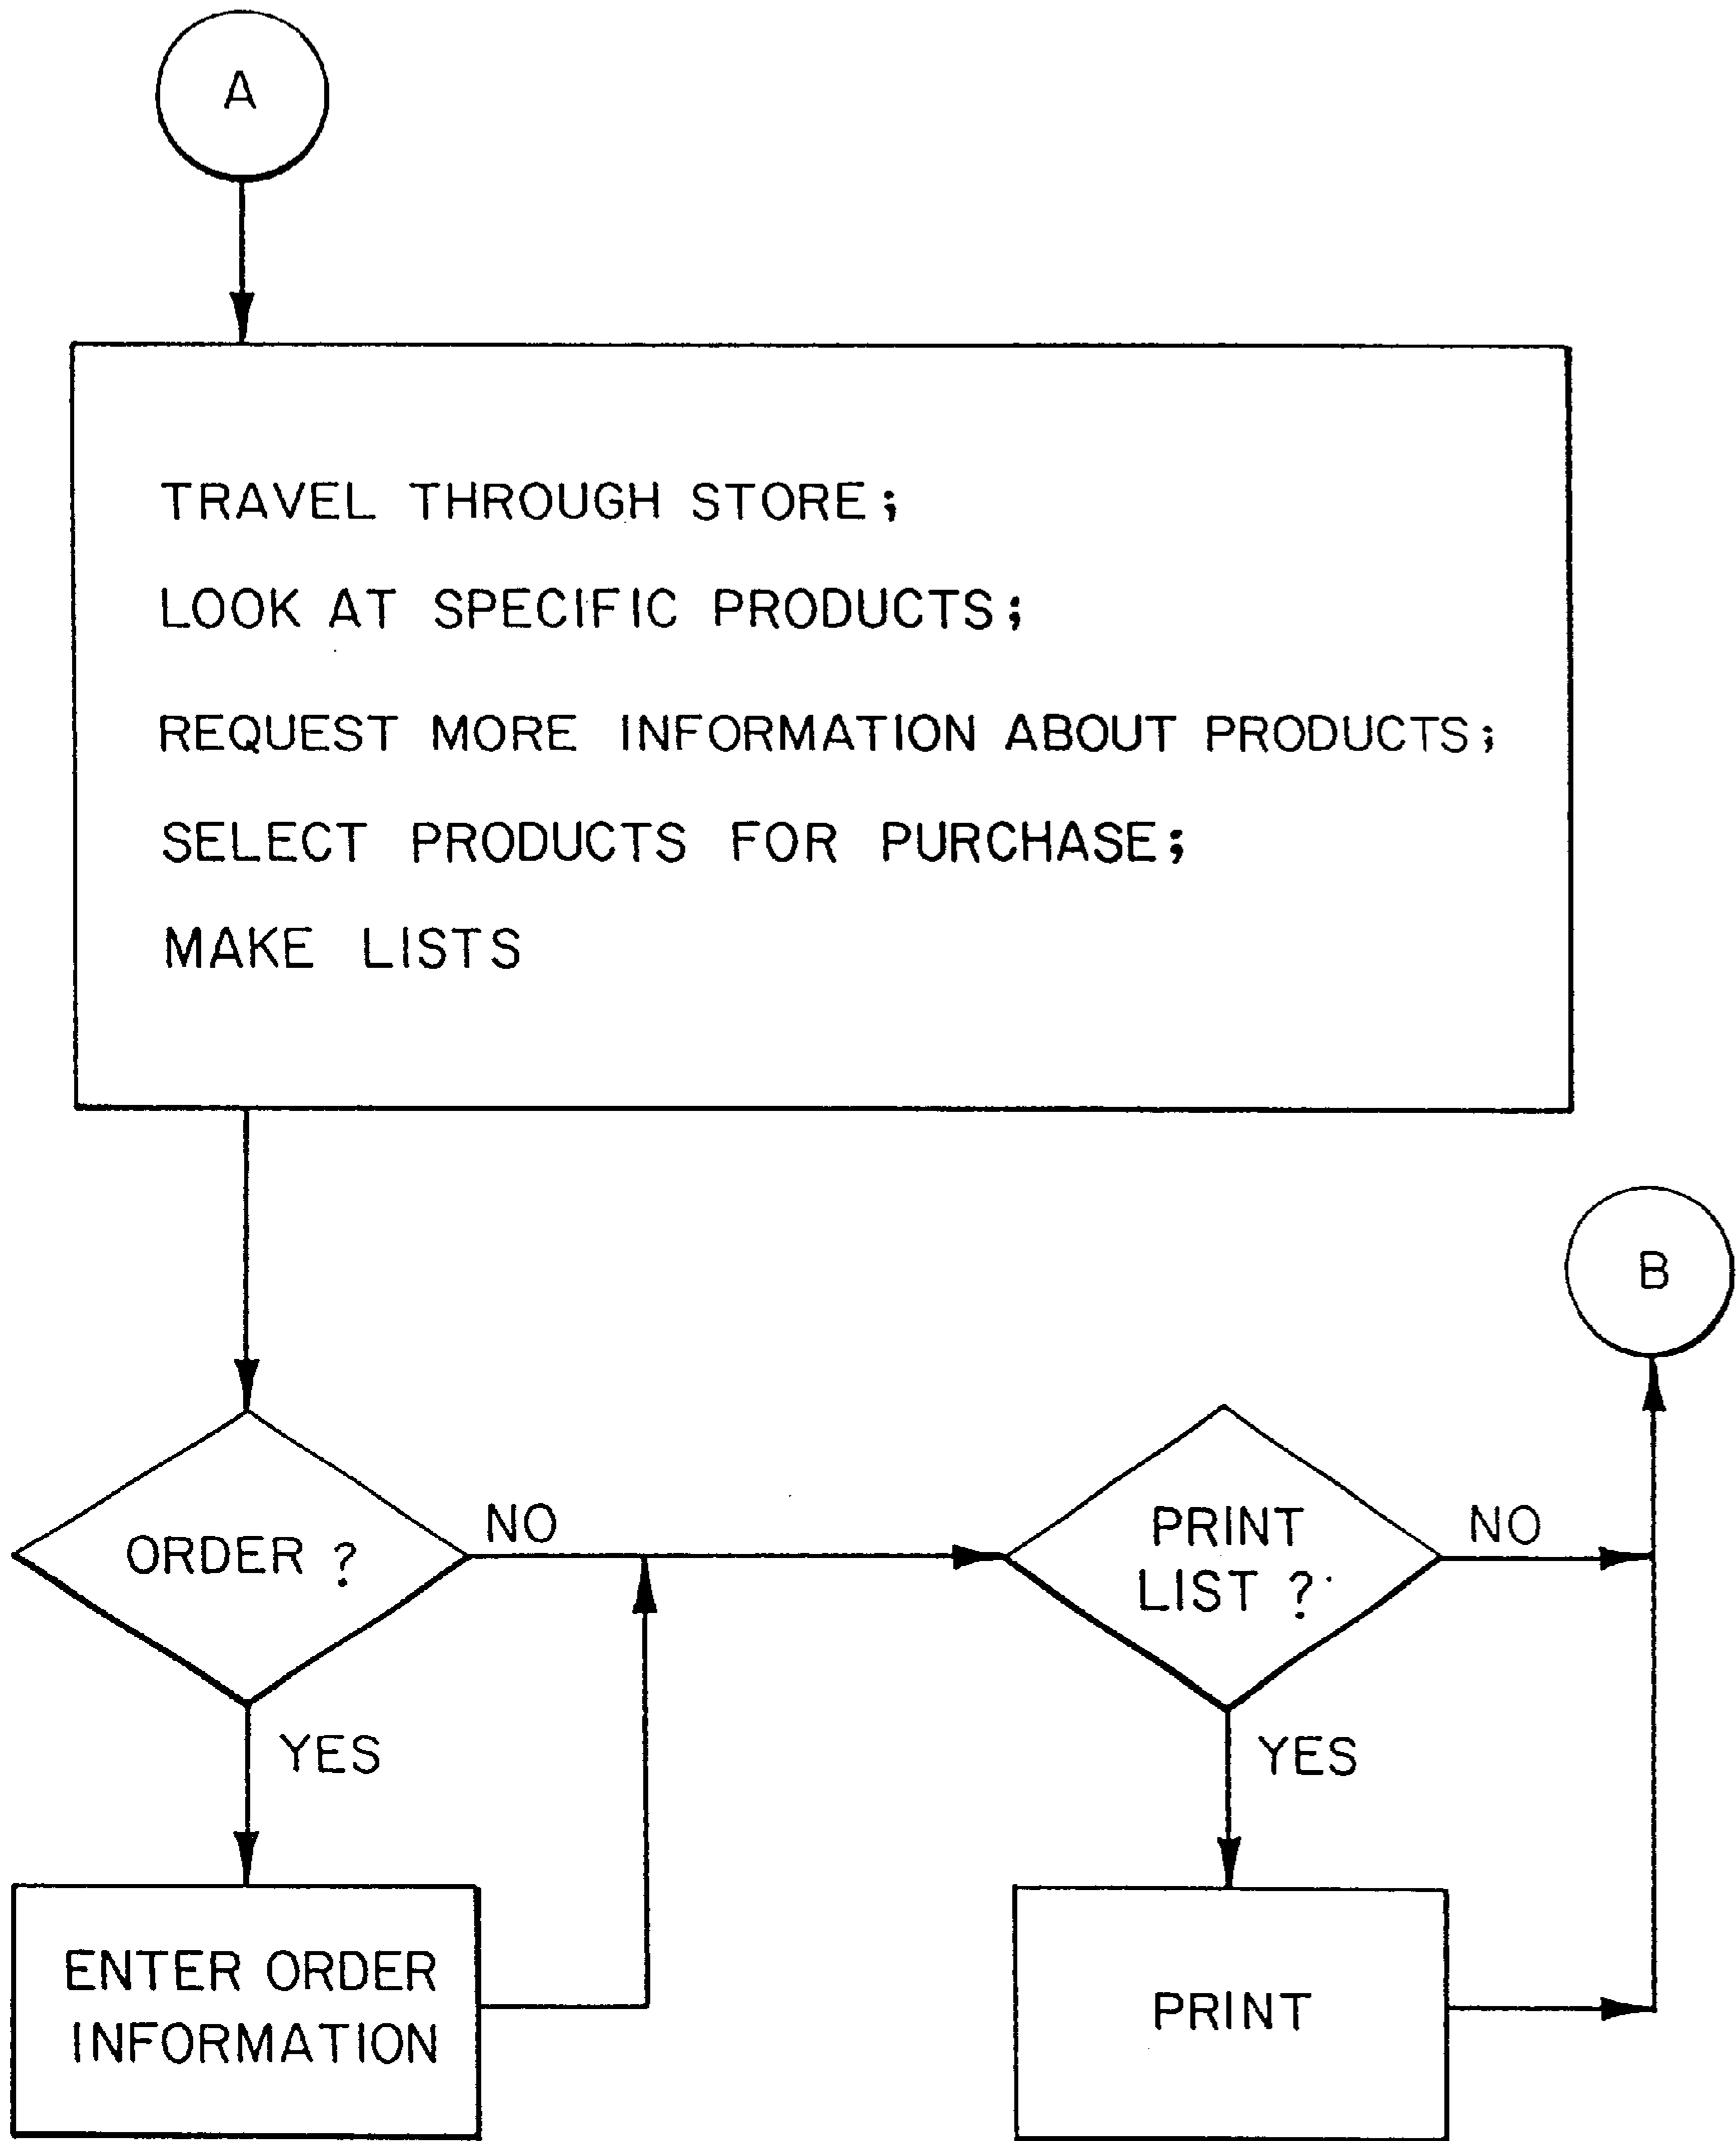 A
TRAVEL THROUGH STORE;
LOOK AT SPECIFIC PRODUCTS;
REQUEST MORE INFORMATION ABOUT PRODUCTS;
SELECT PRODUCTS FOR PURCHASE;
MAKE LISTS
B
ORDER ?
NO
YES
ENTER ORDER
INFORMATION
PRINT
LIST ?
NO
YES
PRINT